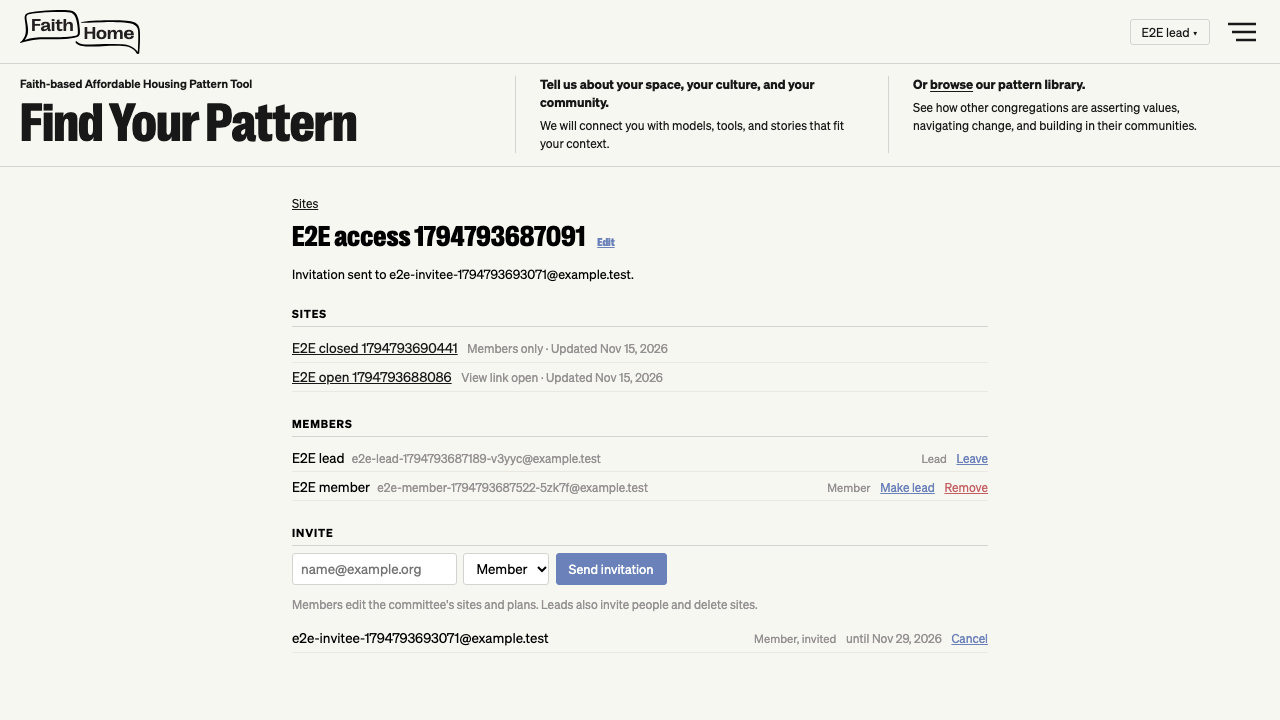 Faith
Home
E2E lead ▾
Faith-based Affordable Housing Pattern Tool
Find Your Pattern
Tell us about your space, your culture, and your
community.
We will connect you with models, tools, and stories that fit
your context.
Or browse our pattern library.
See how other congregations are asserting values,
navigating change, and building in their communities.
Sites
E2E access 1794793687091 Edit
Invitation sent to e2e-invitee-1794793693071@example.test.
SITES
E2E closed 1794793690441 Members only · Updated Nov 15, 2026
E2E open 1794793688086 View link open · Updated Nov 15, 2026
MEMBERS
E2E lead e2e-lead-1794793687189-v3yyc@example.test Lead Leave
E2E member e2e-member-1794793687522-5zk7f@example.test Member Make lead Remove
INVITE
name@example.org Member Send invitation
Members edit the committee's sites and plans. Leads also invite people and delete sites.
e2e-invitee-1794793693071@example.test Member, invited until Nov 29, 2026 Cancel